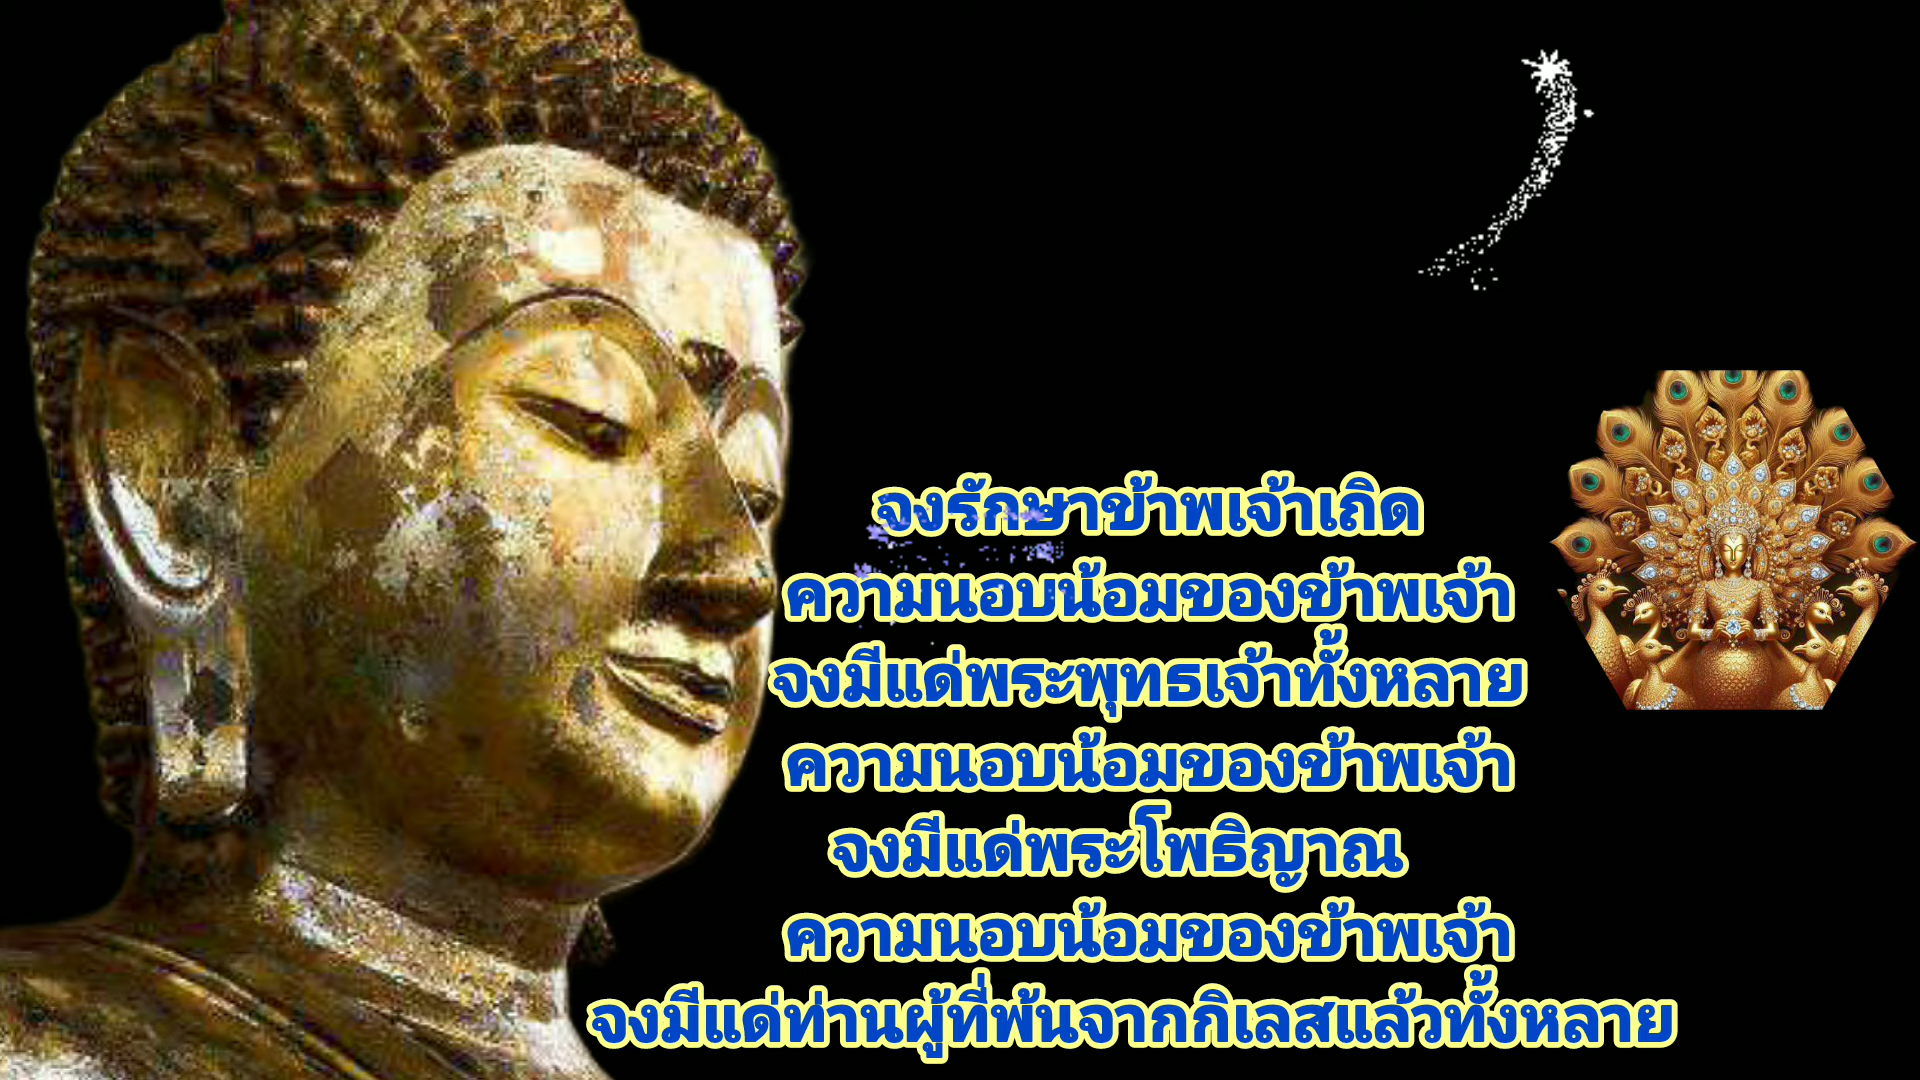 จงรักษาข้าพเจ้าเถิด
ความนอบน้อมของข้าพเจ้า
จงมีแด่พระพุทธเจ้าทั้งหลาย
ความนอบน้อมของข้าพเจ้า
จงมีแด่พระโพธิญาณ
ความนอบน้อมของข้าพเจ้า
จงมีแด่ท่านผู้ที่พ้นจากกิเลสแล้วทั้งหลาย